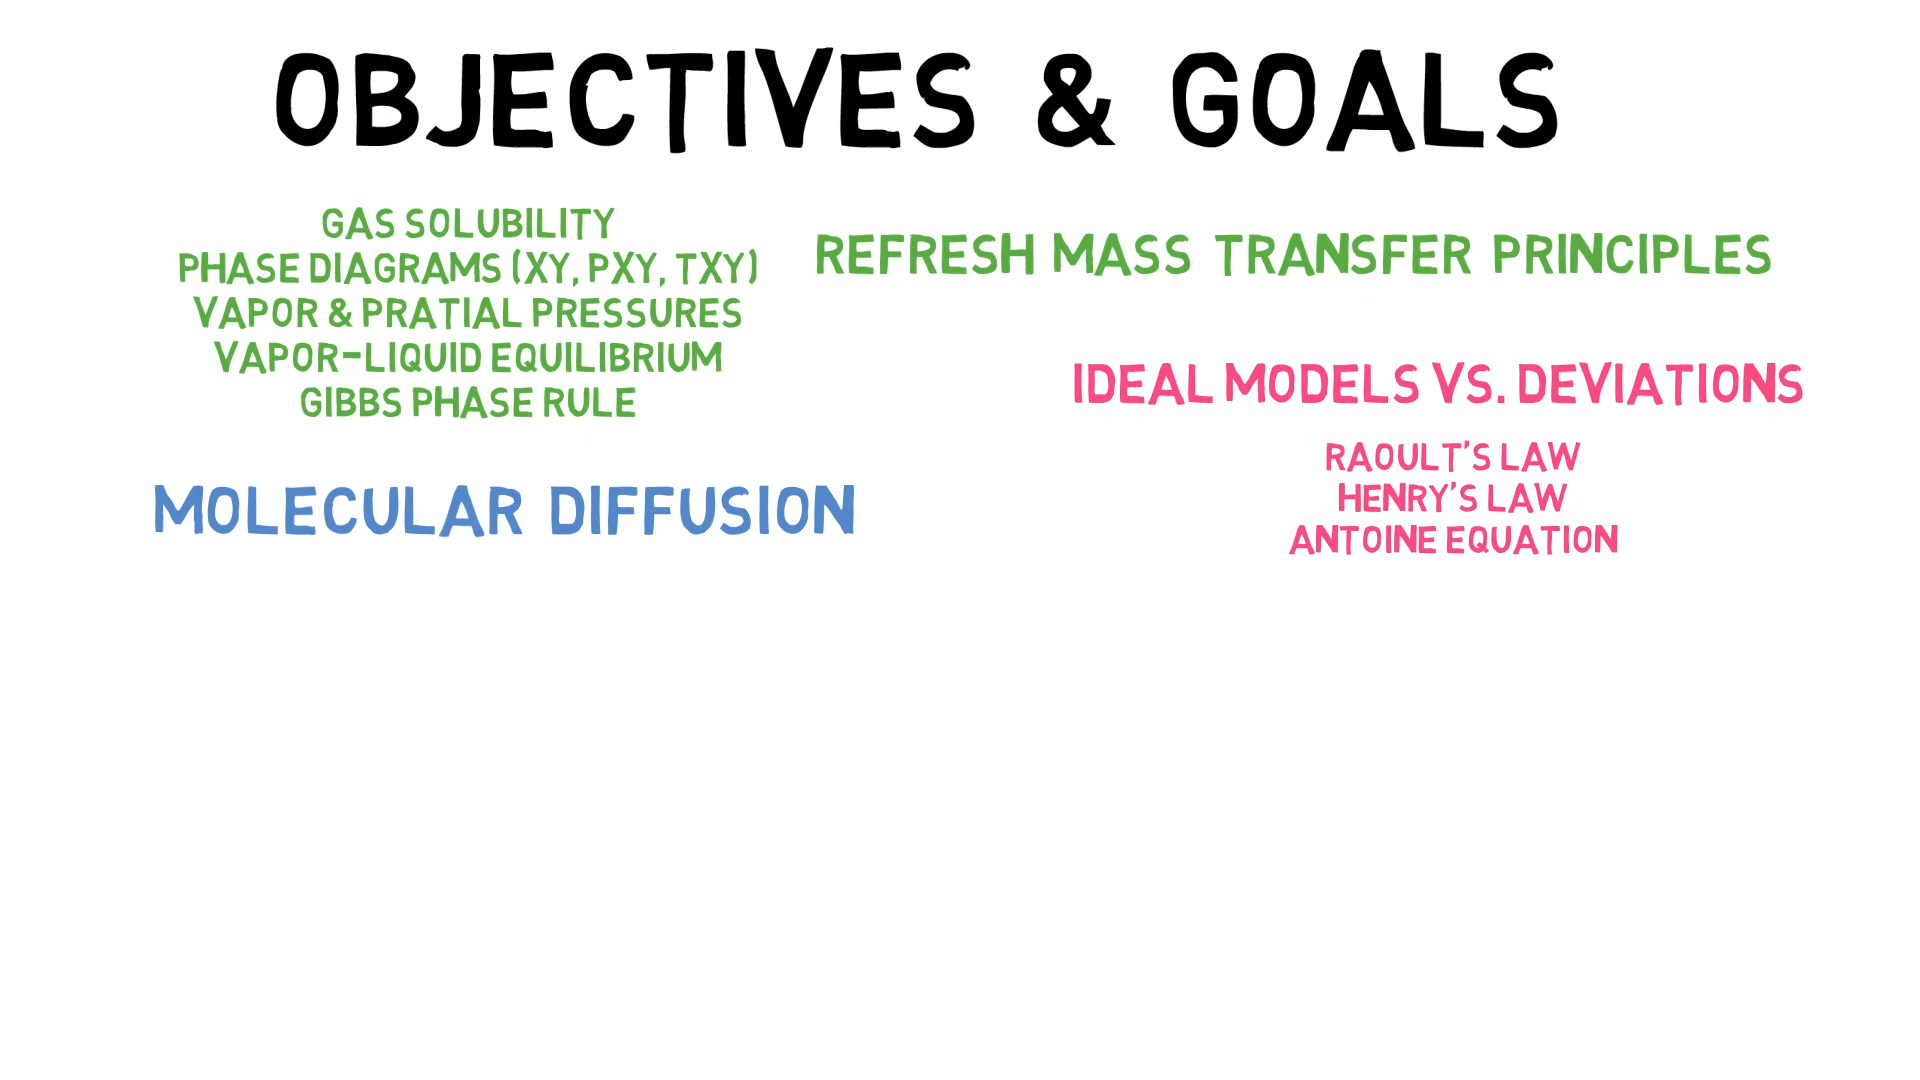 OBJECTIVES & GOALS
GAS SOLUBILITY
PHASE DIAGRAMS (XY, PXY, TXY)
VAPOR & PRATIAL PRESSURES
VAPOR-LIQUID EQUILIBRIUM
GIBBS PHASE RULE
REFRESH MASS TRANSFER PRINCIPLES
IDEAL MODELS VS. DEVIATIONS
RAOULT'S LAW
HENRY'S LAW
ANTOINE EQUATION
MOLECULAR DIFFUSION